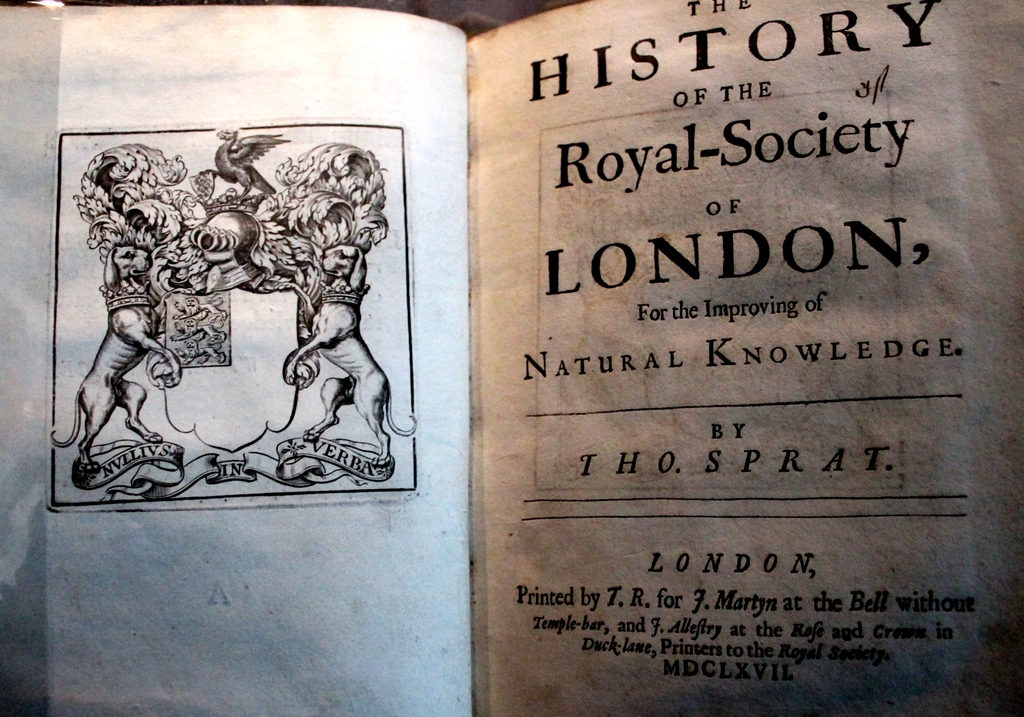 NVLLIVS IN VERBA
THE
HISTORY
OF THE
Royal-Society
OF
LONDON,
For the Improving of
NATURAL KNOWLEDGE.
BY
THO. SPRAT.
LONDON,
Printed by T. R. for J. Martyn at the Bell without
Temple-bar, and J. Alleſtry at the Roſe and Crown in
Duck-lane, Printers to the Royal Society.
MDCLXVII.